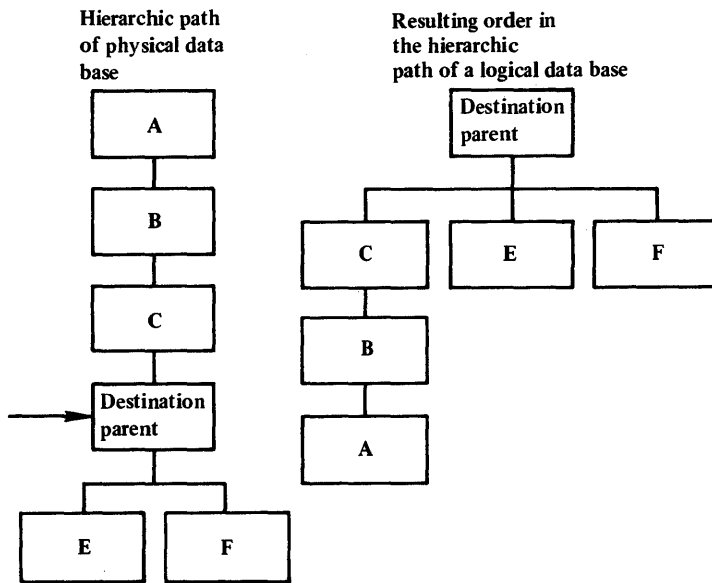 Hierarchic path
of physical data
base
A
B
C
Destination
parent
E
F
Resulting order in
the hierarchic
path of a logical data base
Destination
parent
C
E
F
B
A